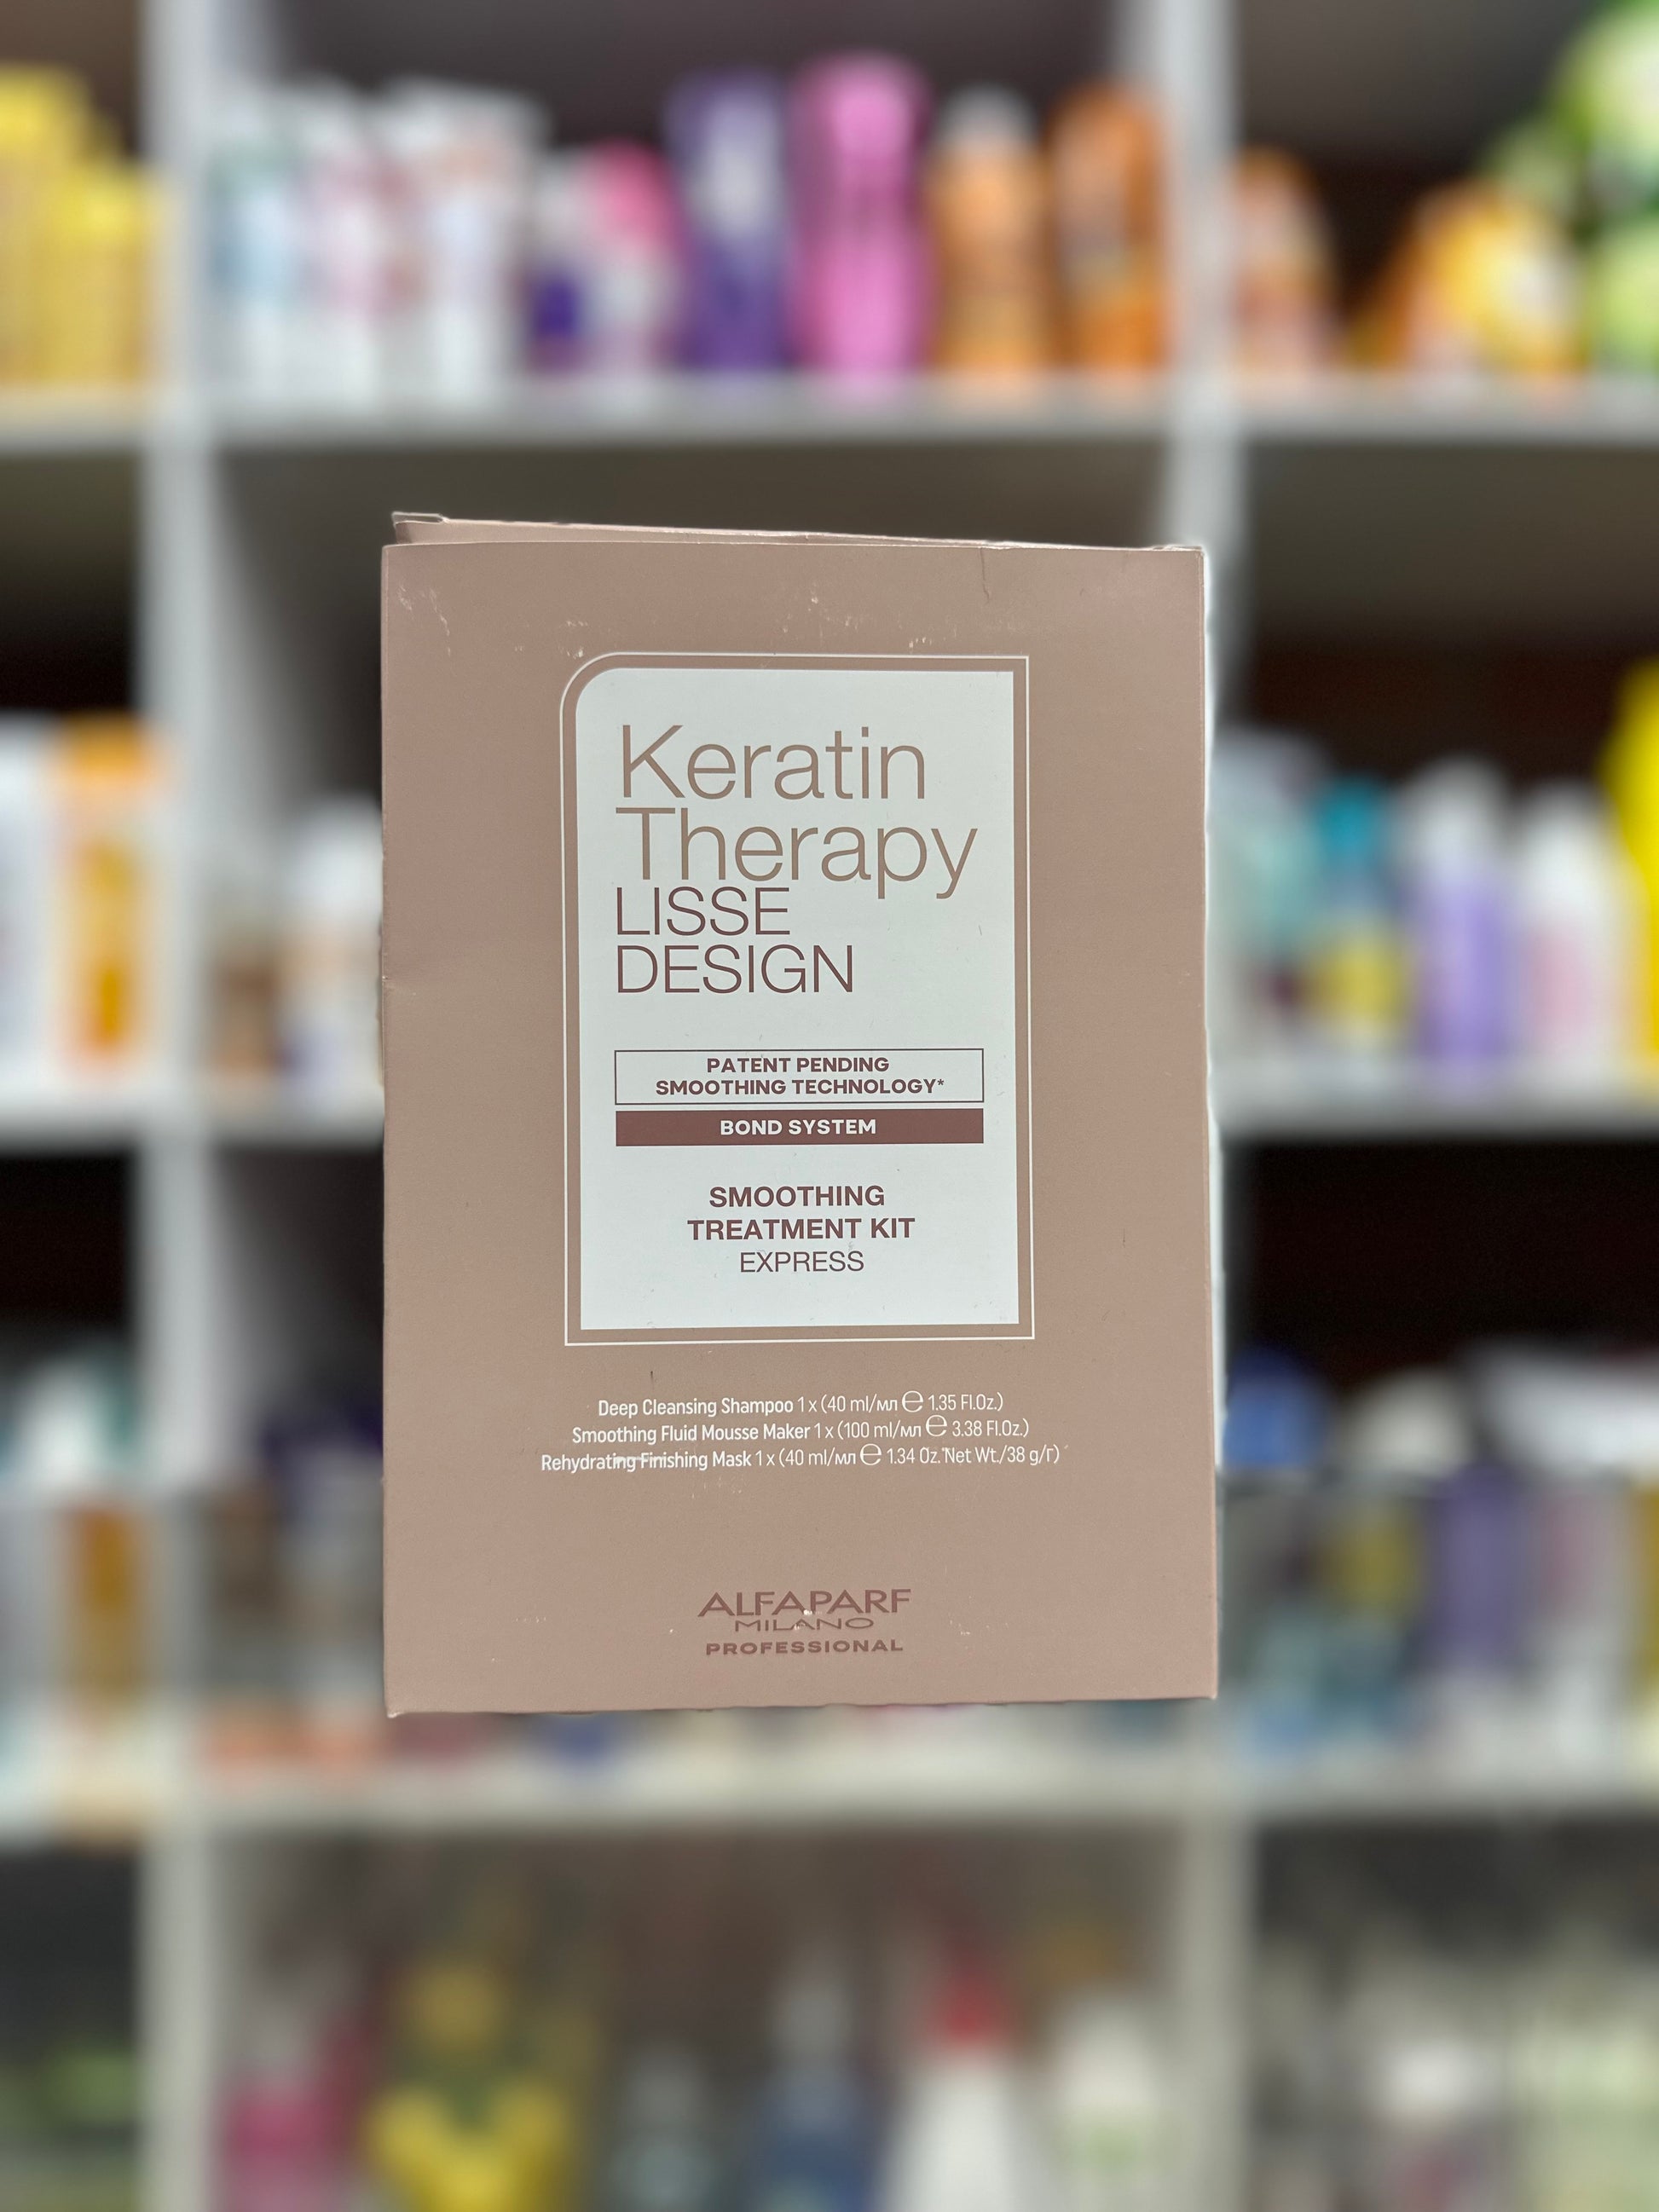 Keratin
Therapy
LISSE
DESIGN
PATENT PENDING
SMOOTHING TECHNOLOGY*
BOND SYSTEM
SMOOTHING
TREATMENT KIT
EXPRESS
Deep Cleansing Shampoo 1 x (40 ml/мл ℮ 1.35 Fl.Oz.)
Smoothing Fluid Mousse Maker 1 x (100 ml/мл ℮ 3.38 Fl.Oz.)
Rehydrating Finishing Mask 1 x (40 ml/мл ℮ 1.34 Oz. Net Wt./38 g/г)
ALFAPARF
MILANO
PROFESSIONAL